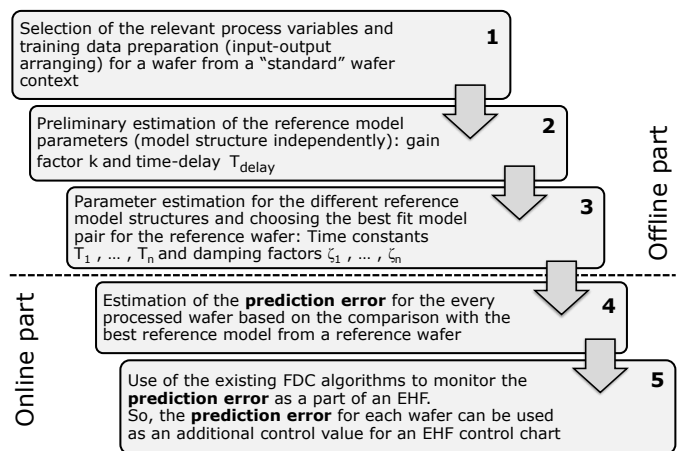 Selection of the relevant process variables and
training data preparation (input-output
arranging) for a wafer from a “standard” wafer
context
1
Preliminary estimation of the reference model
parameters (model structure independently): gain
factor k and time-delay T_delay
2
Parameter estimation for the different reference
model structures and choosing the best fit model
pair for the reference wafer: Time constants
T₁ , … , Tₙ and damping factors ζ₁ , … , ζₙ
3
Offline part
Estimation of the prediction error for the every
processed wafer based on the comparison with the
best reference model from a reference wafer
4
Use of the existing FDC algorithms to monitor the
prediction error as a part of an EHF.
So, the prediction error for each wafer can be used
as an additional control value for an EHF control chart
5
Online part